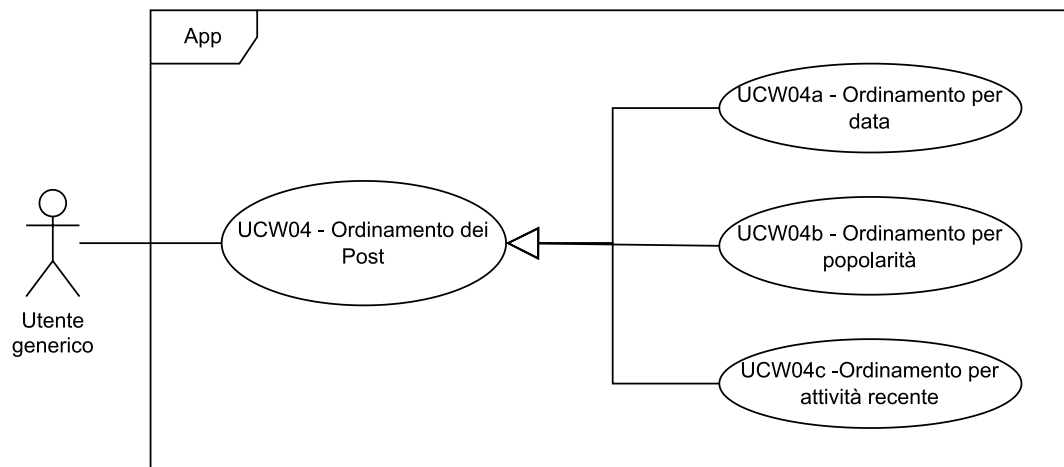 App
UCW04a - Ordinamento per
data
UCW04 - Ordinamento dei
Post
UCW04b - Ordinamento per
popolarità
Utente
generico
UCW04c -Ordinamento per
attività recente